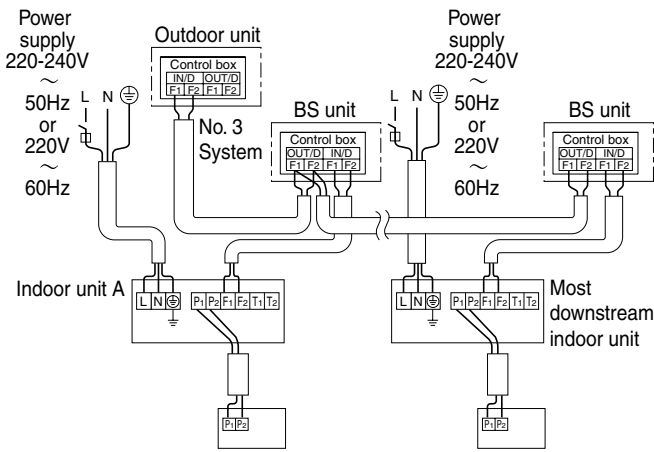 Power
supply
220-240V
~
50Hz
or
220V
~
60Hz
L N
Outdoor unit
Control box
IN/D OUT/D
F1 F2 F1 F2
No. 3
System
BS unit
Control box
OUT/D IN/D
F1 F2 F1 F2
Power
supply
220-240V
~
50Hz
or
220V
~
60Hz
L N
BS unit
Control box
OUT/D IN/D
F1 F2 F1 F2
Indoor unit A
L N
P1 P2 F1 F2 T1 T2
P1 P2
L N
P1 P2 F1 F2 T1 T2
Most
downstream
indoor unit
P1 P2